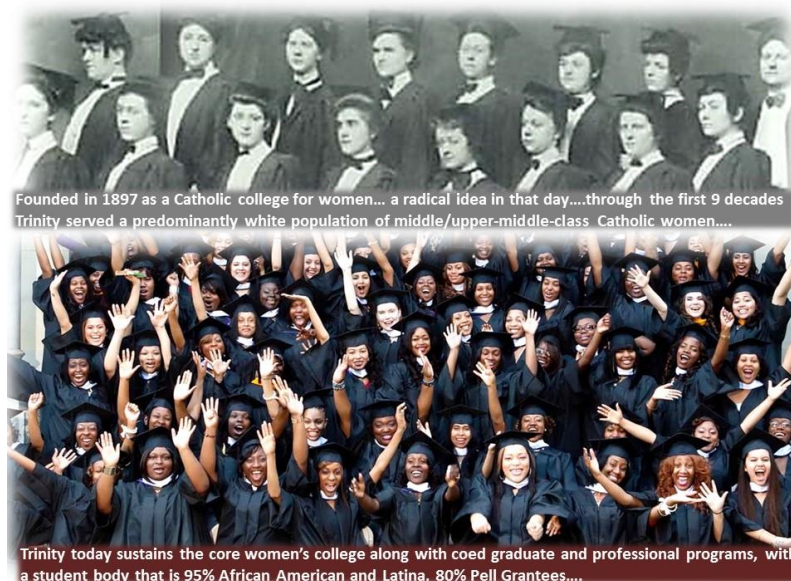 Founded in 1897 as a Catholic college for women... a radical idea in that day....through the first 9 decades
Trinity served a predominantly white population of middle/upper-middle-class Catholic women....
Trinity today sustains the core women's college along with coed graduate and professional programs, with
a student body that is 95% African American and Latina, 80% Pell Grantees....